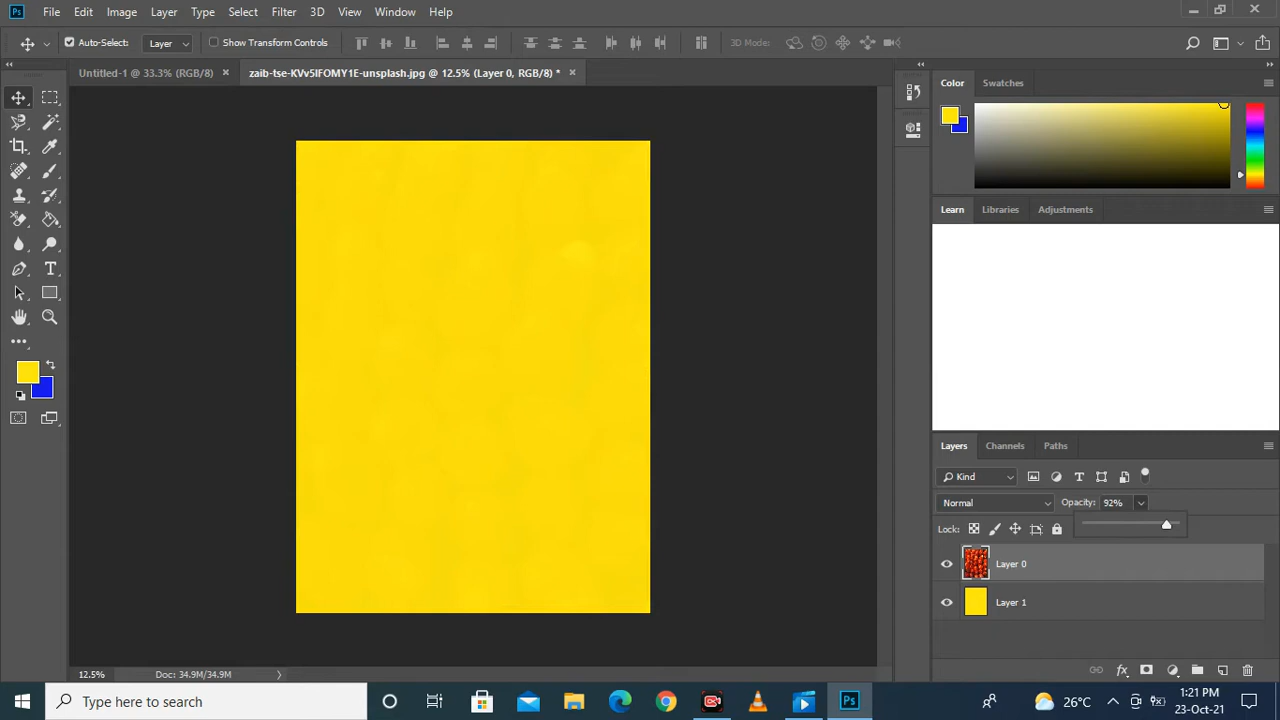 Ps File Edit Image Layer Type Select Filter 3D View Window Help
Auto-Select: Layer Show Transform Controls 3D Mode:
Untitled-1 @ 33.3% (RGB/8) × zaib-tse-KVv5lFOMY1E-unsplash.jpg @ 12.5% (Layer 0, RGB/8) * ×
Color Swatches
Learn Libraries Adjustments
Layers Channels Paths
Kind
Normal Opacity: 92%
Lock:
Layer 0
Layer 1
12.5% Doc: 34.9M/34.9M
Type here to search
Ps
26°C
1:21 PM
23-Oct-21